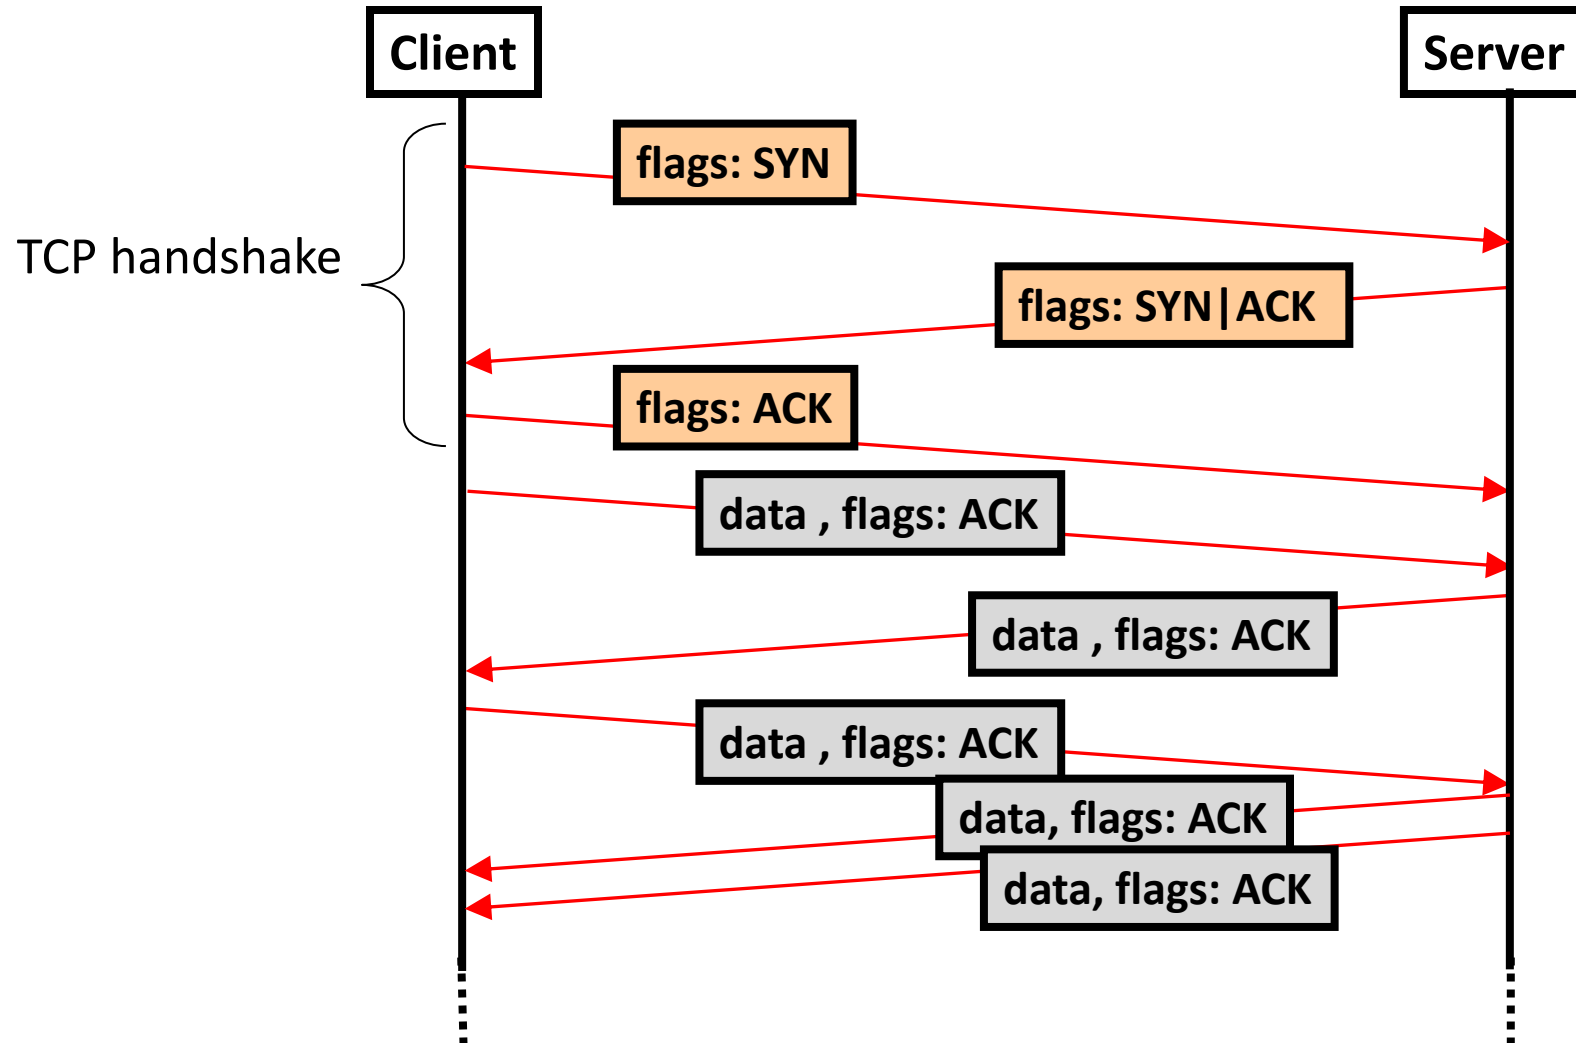 Client
Server
flags: SYN
TCP handshake
flags: SYN|ACK
flags: ACK
data , flags: ACK
data , flags: ACK
data , flags: ACK
data, flags: ACK
data, flags: ACK